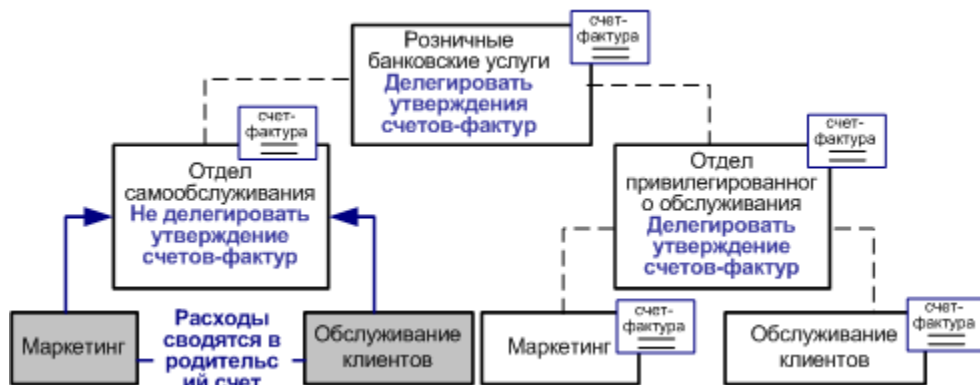 счет-
фактура
Розничные
банковские услуги
Делегировать
утверждения
счетов-фактур
счет-
фактура
Отдел
самообслуживания
Не делегировать
утверждение
счетов-фактур
счет-
фактура
Отдел
привилегированног
о обслуживания
Делегировать
утверждение
счетов-фактур
Маркетинг
Расходы
сводятся в
родительс
кий счет
Обслуживание
клиентов
счет-
фактура
Маркетинг
счет-
фактура
Обслуживание
клиентов